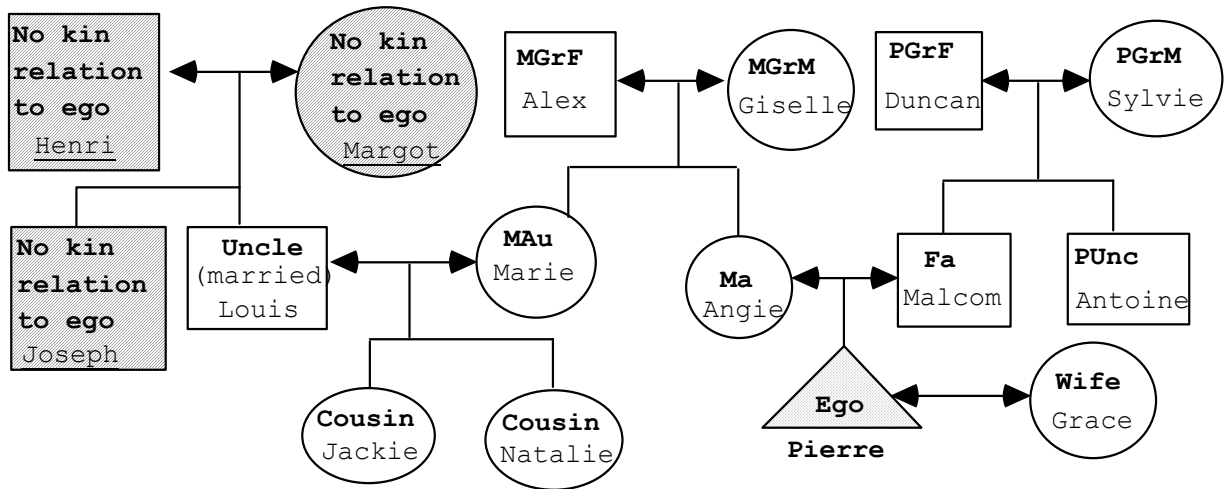 No kin
relation
to ego
Henri
No kin
relation
to ego
Margot
MGrF
Alex
MGrM
Giselle
PGrF
Duncan
PGrM
Sylvie
No kin
relation
to ego
Joseph
Uncle
(married)
Louis
MAu
Marie
Ma
Angie
Fa
Malcom
PUnc
Antoine
Cousin
Jackie
Cousin
Natalie
Ego
Pierre
Wife
Grace